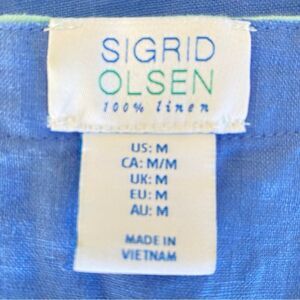 SIGRID
OLSEN
100% linen
US: M
CA: M/M
UK: M
EU: M
AU: M
MADE IN
VIETNAM